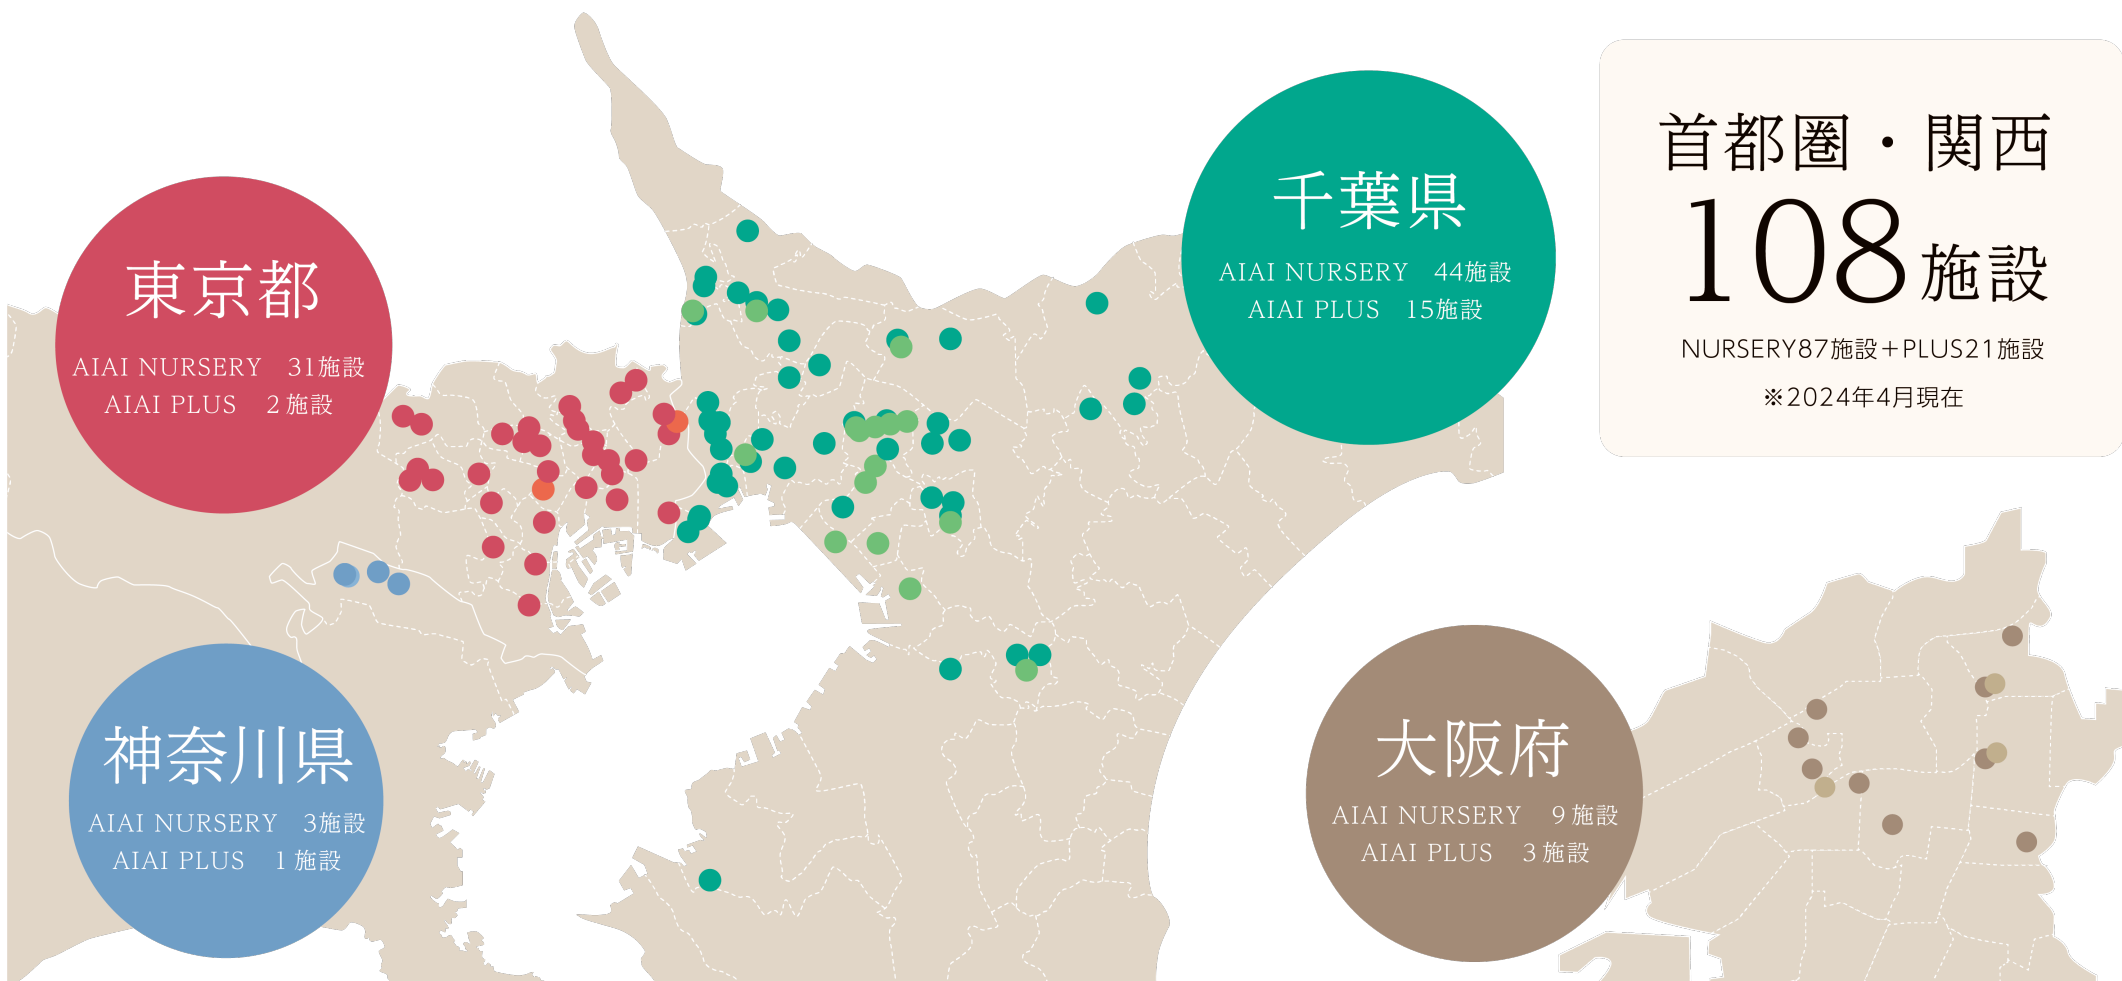 東京都
AIAI NURSERY 31施設
AIAI PLUS 2施設
千葉県
AIAI NURSERY 44施設
AIAI PLUS 15施設
首都圏・関西
108施設
NURSERY87施設＋PLUS21施設
※2024年4月現在
神奈川県
AIAI NURSERY 3施設
AIAI PLUS 1施設
大阪府
AIAI NURSERY 9施設
AIAI PLUS 3施設